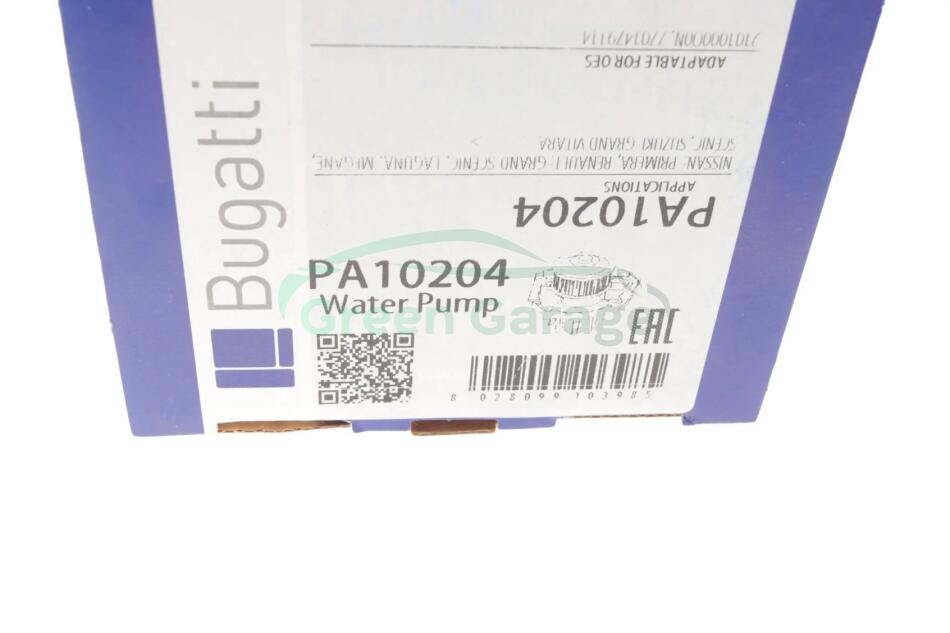 Bugatti
PA10204
APPLICATIONS
NISSAN: PRIMERA, RENAULT: GRAND SCENIC, LAGUNA, MEGANE,
SCENIC, SUZUKI: GRAND VITARA
ADAPTABLE FOR OES
7701479114
PA10204
Water Pump
Green Garage
EAC
8 028099 103985